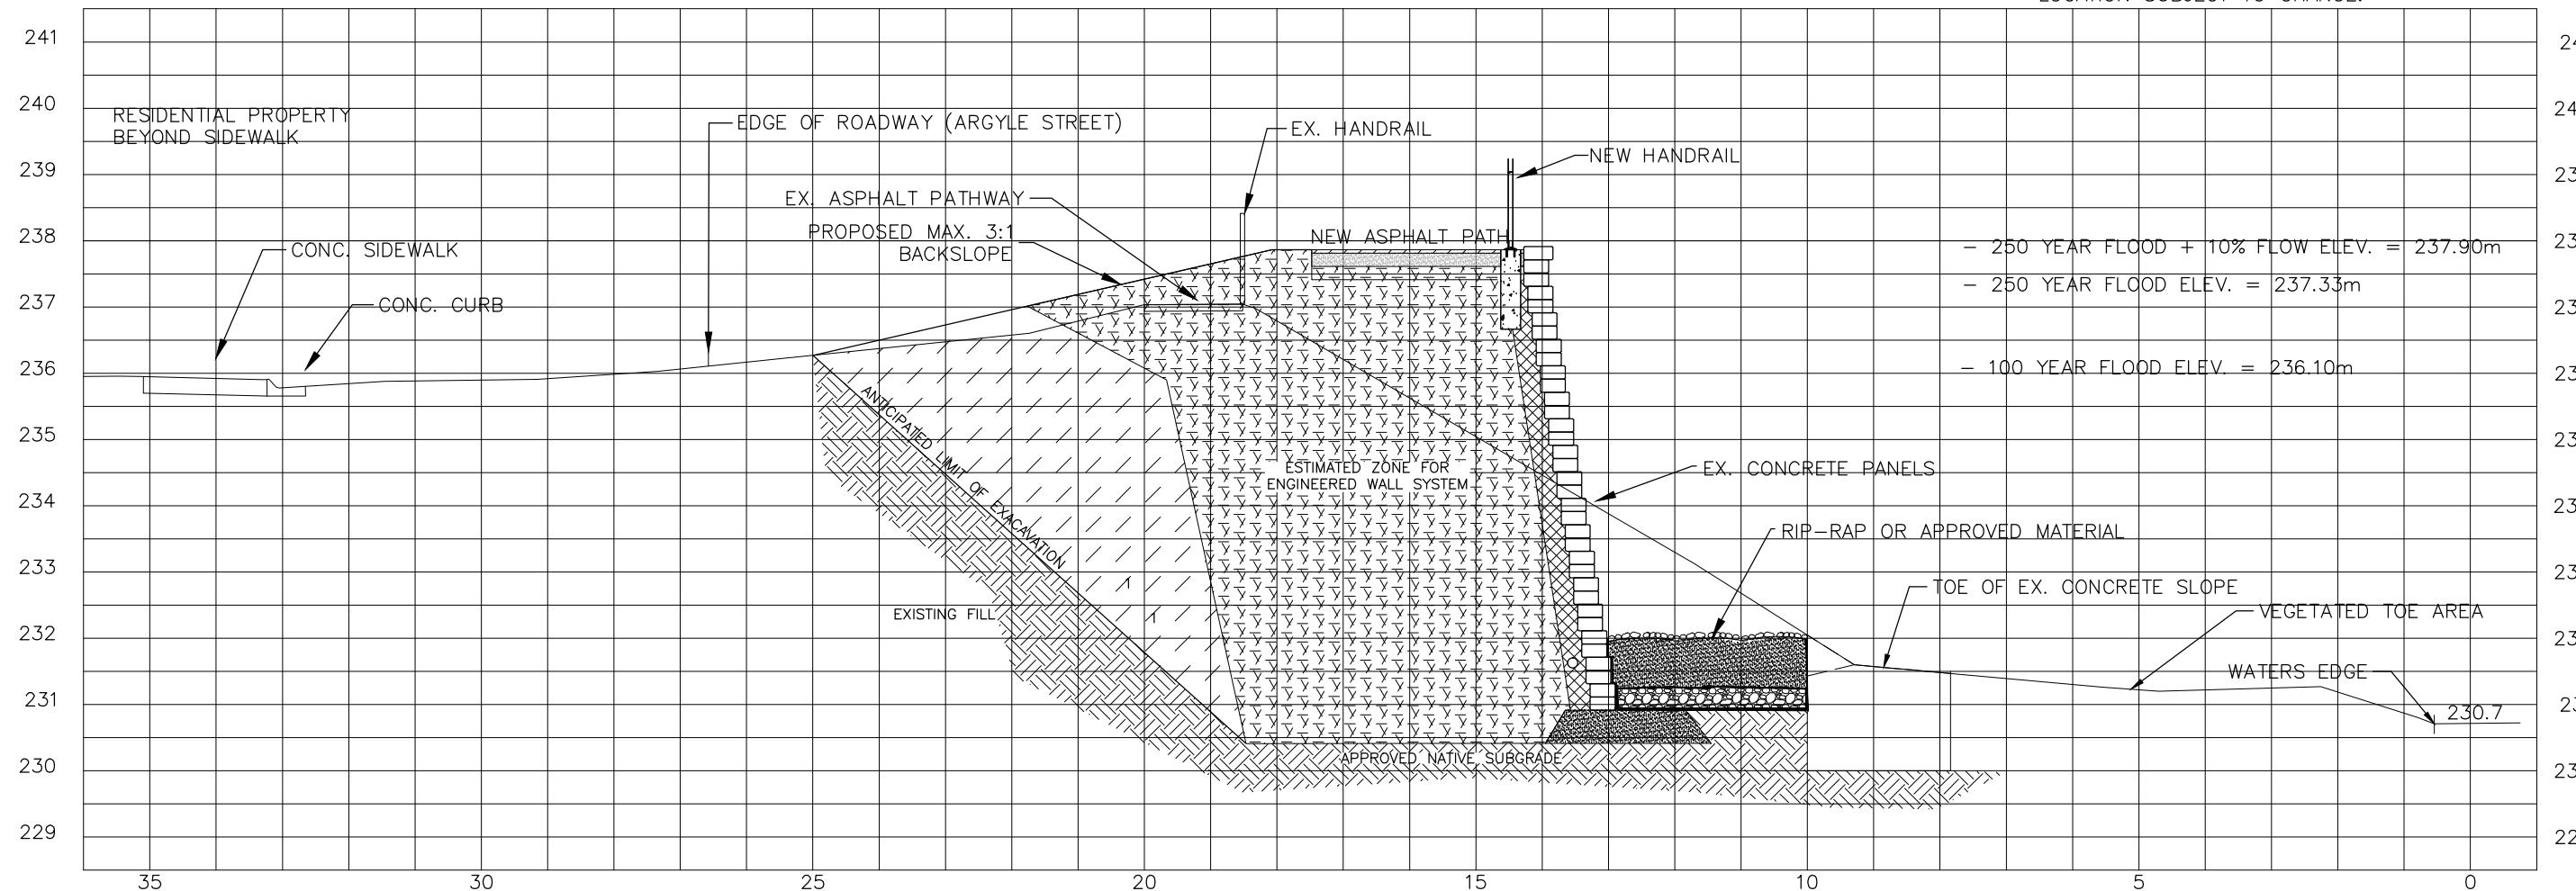 LOCATION SUBJECT TO CHANGE.
241
240
239
238
237
236
235
234
233
232
231
230
229
RESIDENTIAL PROPERTY
BEYOND SIDEWALK
EDGE OF ROADWAY (ARGYLE STREET)
EX. HANDRAIL
NEW HANDRAIL
EX. ASPHALT PATHWAY
PROPOSED MAX. 3:1
BACKSLOPE
NEW ASPHALT PATH
CONC. SIDEWALK
CONC. CURB
- 250 YEAR FLOOD + 10% FLOW ELEV. = 237.90m
- 250 YEAR FLOOD ELEV. = 237.33m
- 100 YEAR FLOOD ELEV. = 236.10m
ANTICIPATED LIMIT OF EXACAVATION
ESTIMATED ZONE FOR
ENGINEERED WALL SYSTEM
EX. CONCRETE PANELS
RIP-RAP OR APPROVED MATERIAL
TOE OF EX. CONCRETE SLOPE
VEGETATED TOE AREA
WATERS EDGE
230.7
EXISTING FILL
1
1
APPROVED NATIVE SUBGRADE
35
30
25
20
15
10
5
0